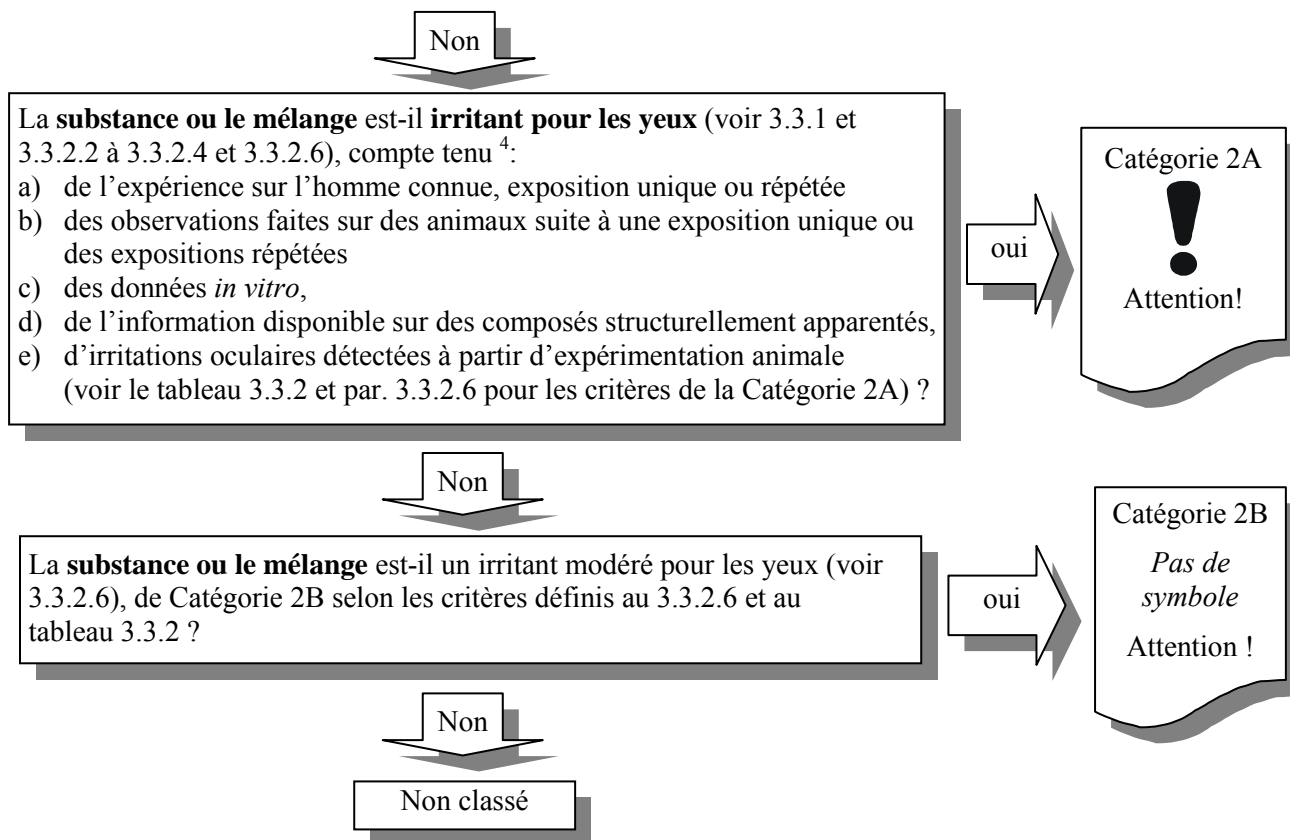 Non
La substance ou le mélange est-il irritant pour les yeux (voir 3.3.1 et
3.3.2.2 à 3.3.2.4 et 3.3.2.6), compte tenu ⁴:
a) de l’expérience sur l’homme connue, exposition unique ou répétée
b) des observations faites sur des animaux suite à une exposition unique ou
des expositions répétées
c) des données in vitro,
d) de l’information disponible sur des composés structurellement apparentés,
e) d’irritations oculaires détectées à partir d’expérimentation animale
(voir le tableau 3.3.2 et par. 3.3.2.6 pour les critères de la Catégorie 2A) ?
oui
Catégorie 2A
!
Attention!
Non
La substance ou le mélange est-il un irritant modéré pour les yeux (voir
3.3.2.6), de Catégorie 2B selon les critères définis au 3.3.2.6 et au
tableau 3.3.2 ?
oui
Catégorie 2B
Pas de
symbole
Attention !
Non
Non classé